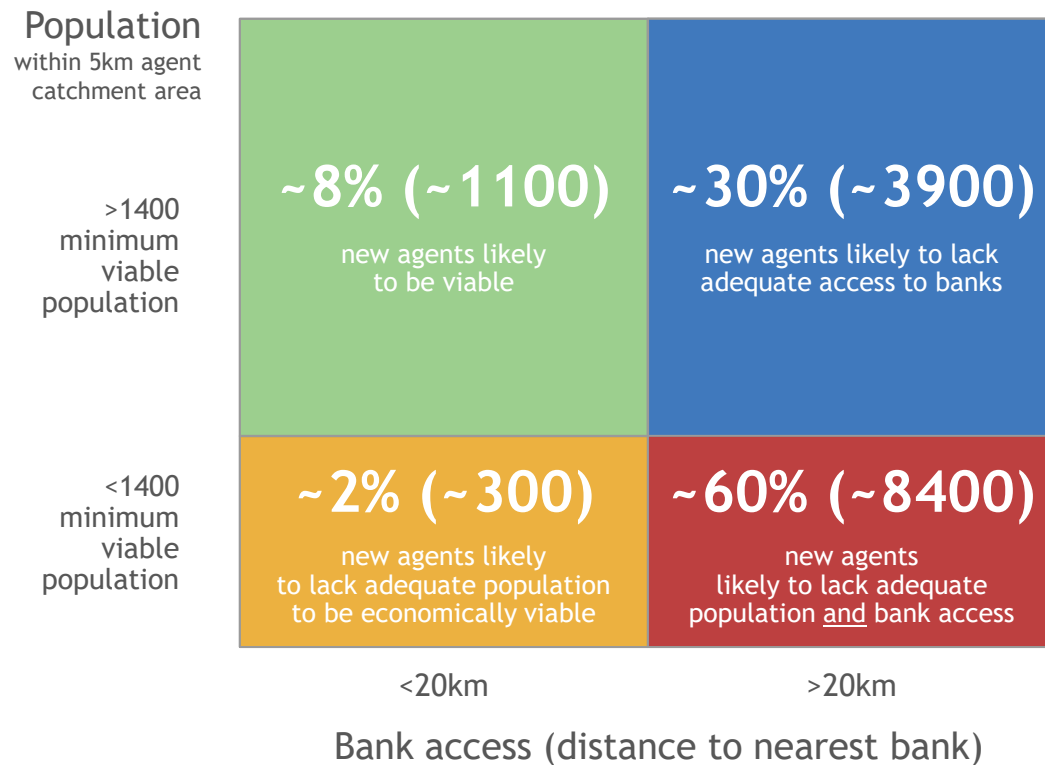 Population
within 5km agent
catchment area
>1400
minimum
viable
population
~8% (~1100)
new agents likely
to be viable
~30% (~3900)
new agents likely to lack
adequate access to banks
<1400
minimum
viable
population
~2% (~300)
new agents likely
to lack adequate population
to be economically viable
~60% (~8400)
new agents
likely to lack adequate
population and bank access
<20km
>20km
Bank access (distance to nearest bank)